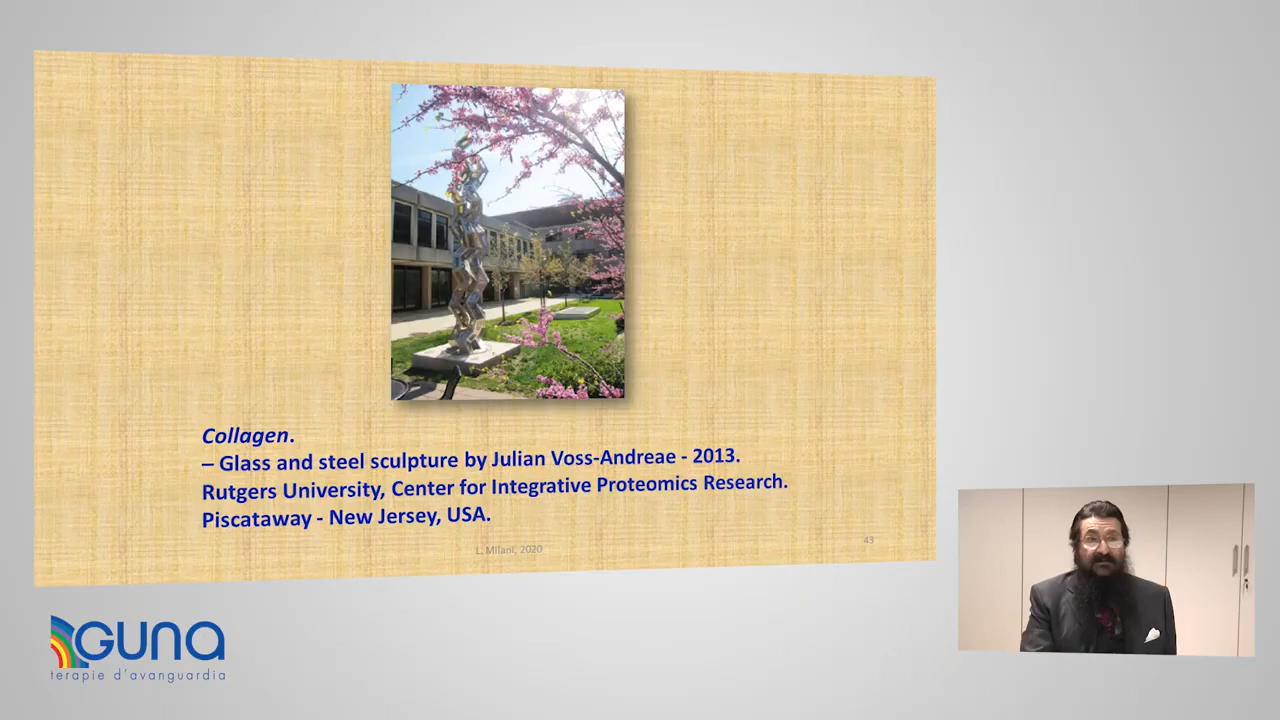 Collagen.
– Glass and steel sculpture by Julian Voss-Andreae - 2013.
Rutgers University, Center for Integrative Proteomics Research.
Piscataway - New Jersey, USA.
L. Milani, 2020
43
GUNA
terapie d'avanguardia